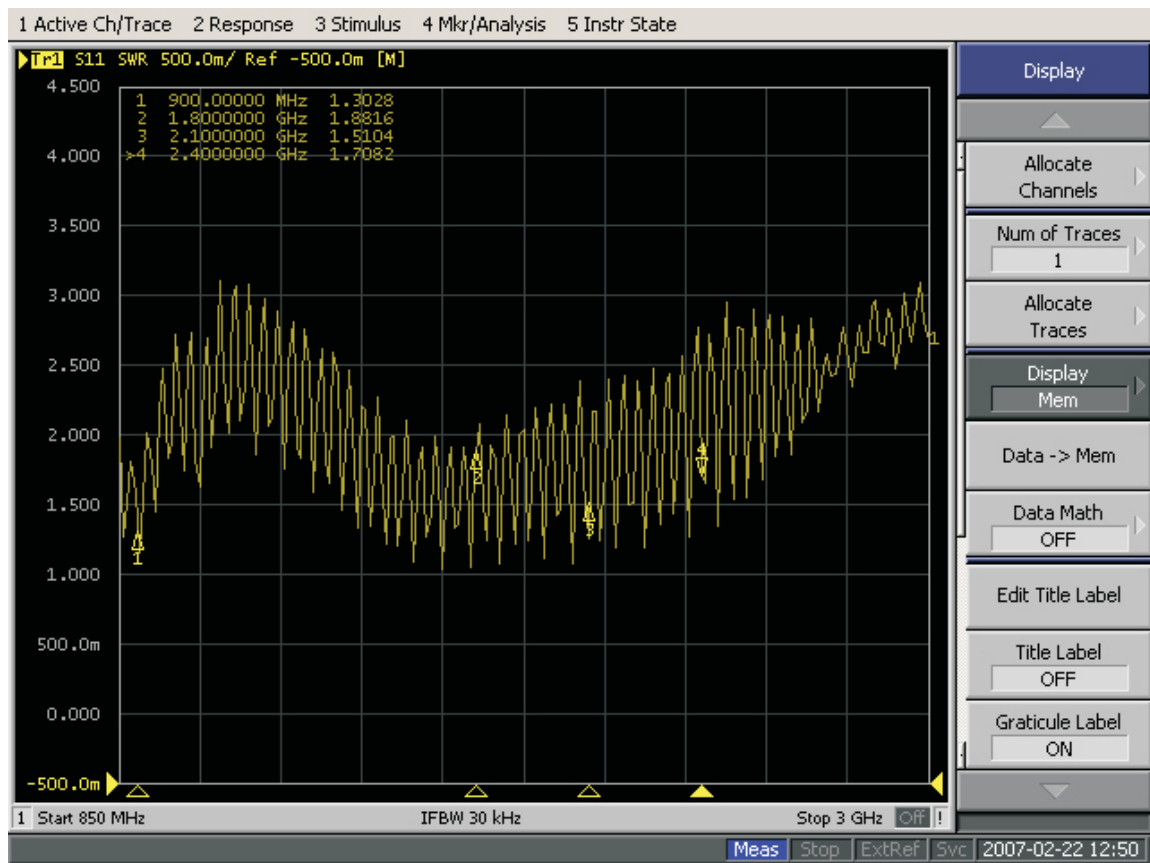 1 Active Ch/Trace 2 Response 3 Stimulus 4 Mkr/Analysis 5 Instr State
Tr1 S11 SWR 500.0m/ Ref -500.0m [M]
4.500
1 900.00000 MHz 1.3028
2 1.8000000 GHz 1.8816
3 2.1000000 GHz 1.5104
>4 2.4000000 GHz 1.7082
4.000
3.500
3.000
2.500
2.000
1.500
1.000
500.0m
0.000
-500.0m
1
2
3
4
1
1 Start 850 MHz IFBW 30 kHz Stop 3 GHz Off !
Display
Allocate
Channels
Num of Traces
1
Allocate
Traces
Display
Mem
Data -> Mem
Data Math
OFF
Edit Title Label
Title Label
OFF
Graticule Label
ON
Meas Stop ExtRef Svc 2007-02-22 12:50